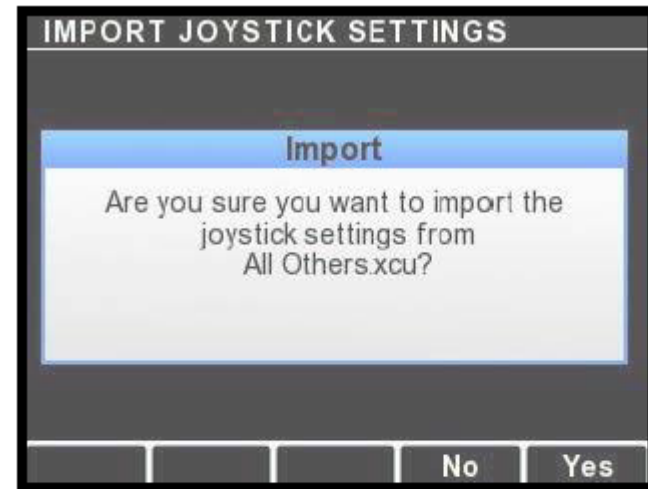 IMPORT JOYSTICK SETTINGS
Import
Are you sure you want to import the
joystick settings from
All Others.xcu?
No Yes